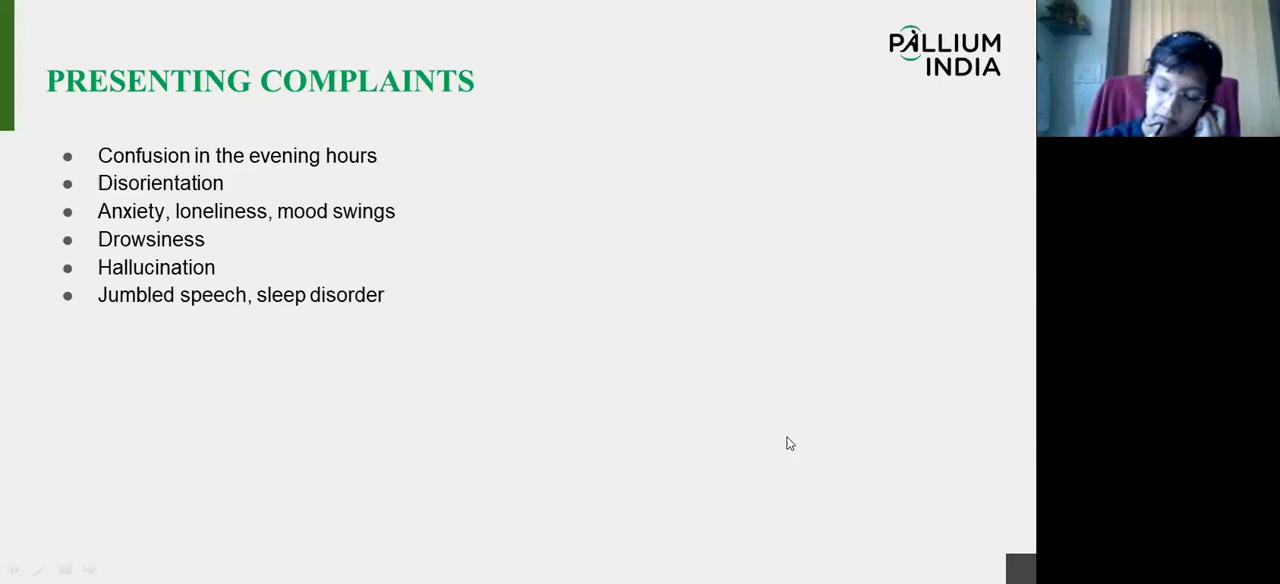 PALLIUM
INDIA
PRESENTING COMPLAINTS
Confusion in the evening hours
Disorientation
Anxiety, loneliness, mood swings
Drowsiness
Hallucination
Jumbled speech, sleep disorder